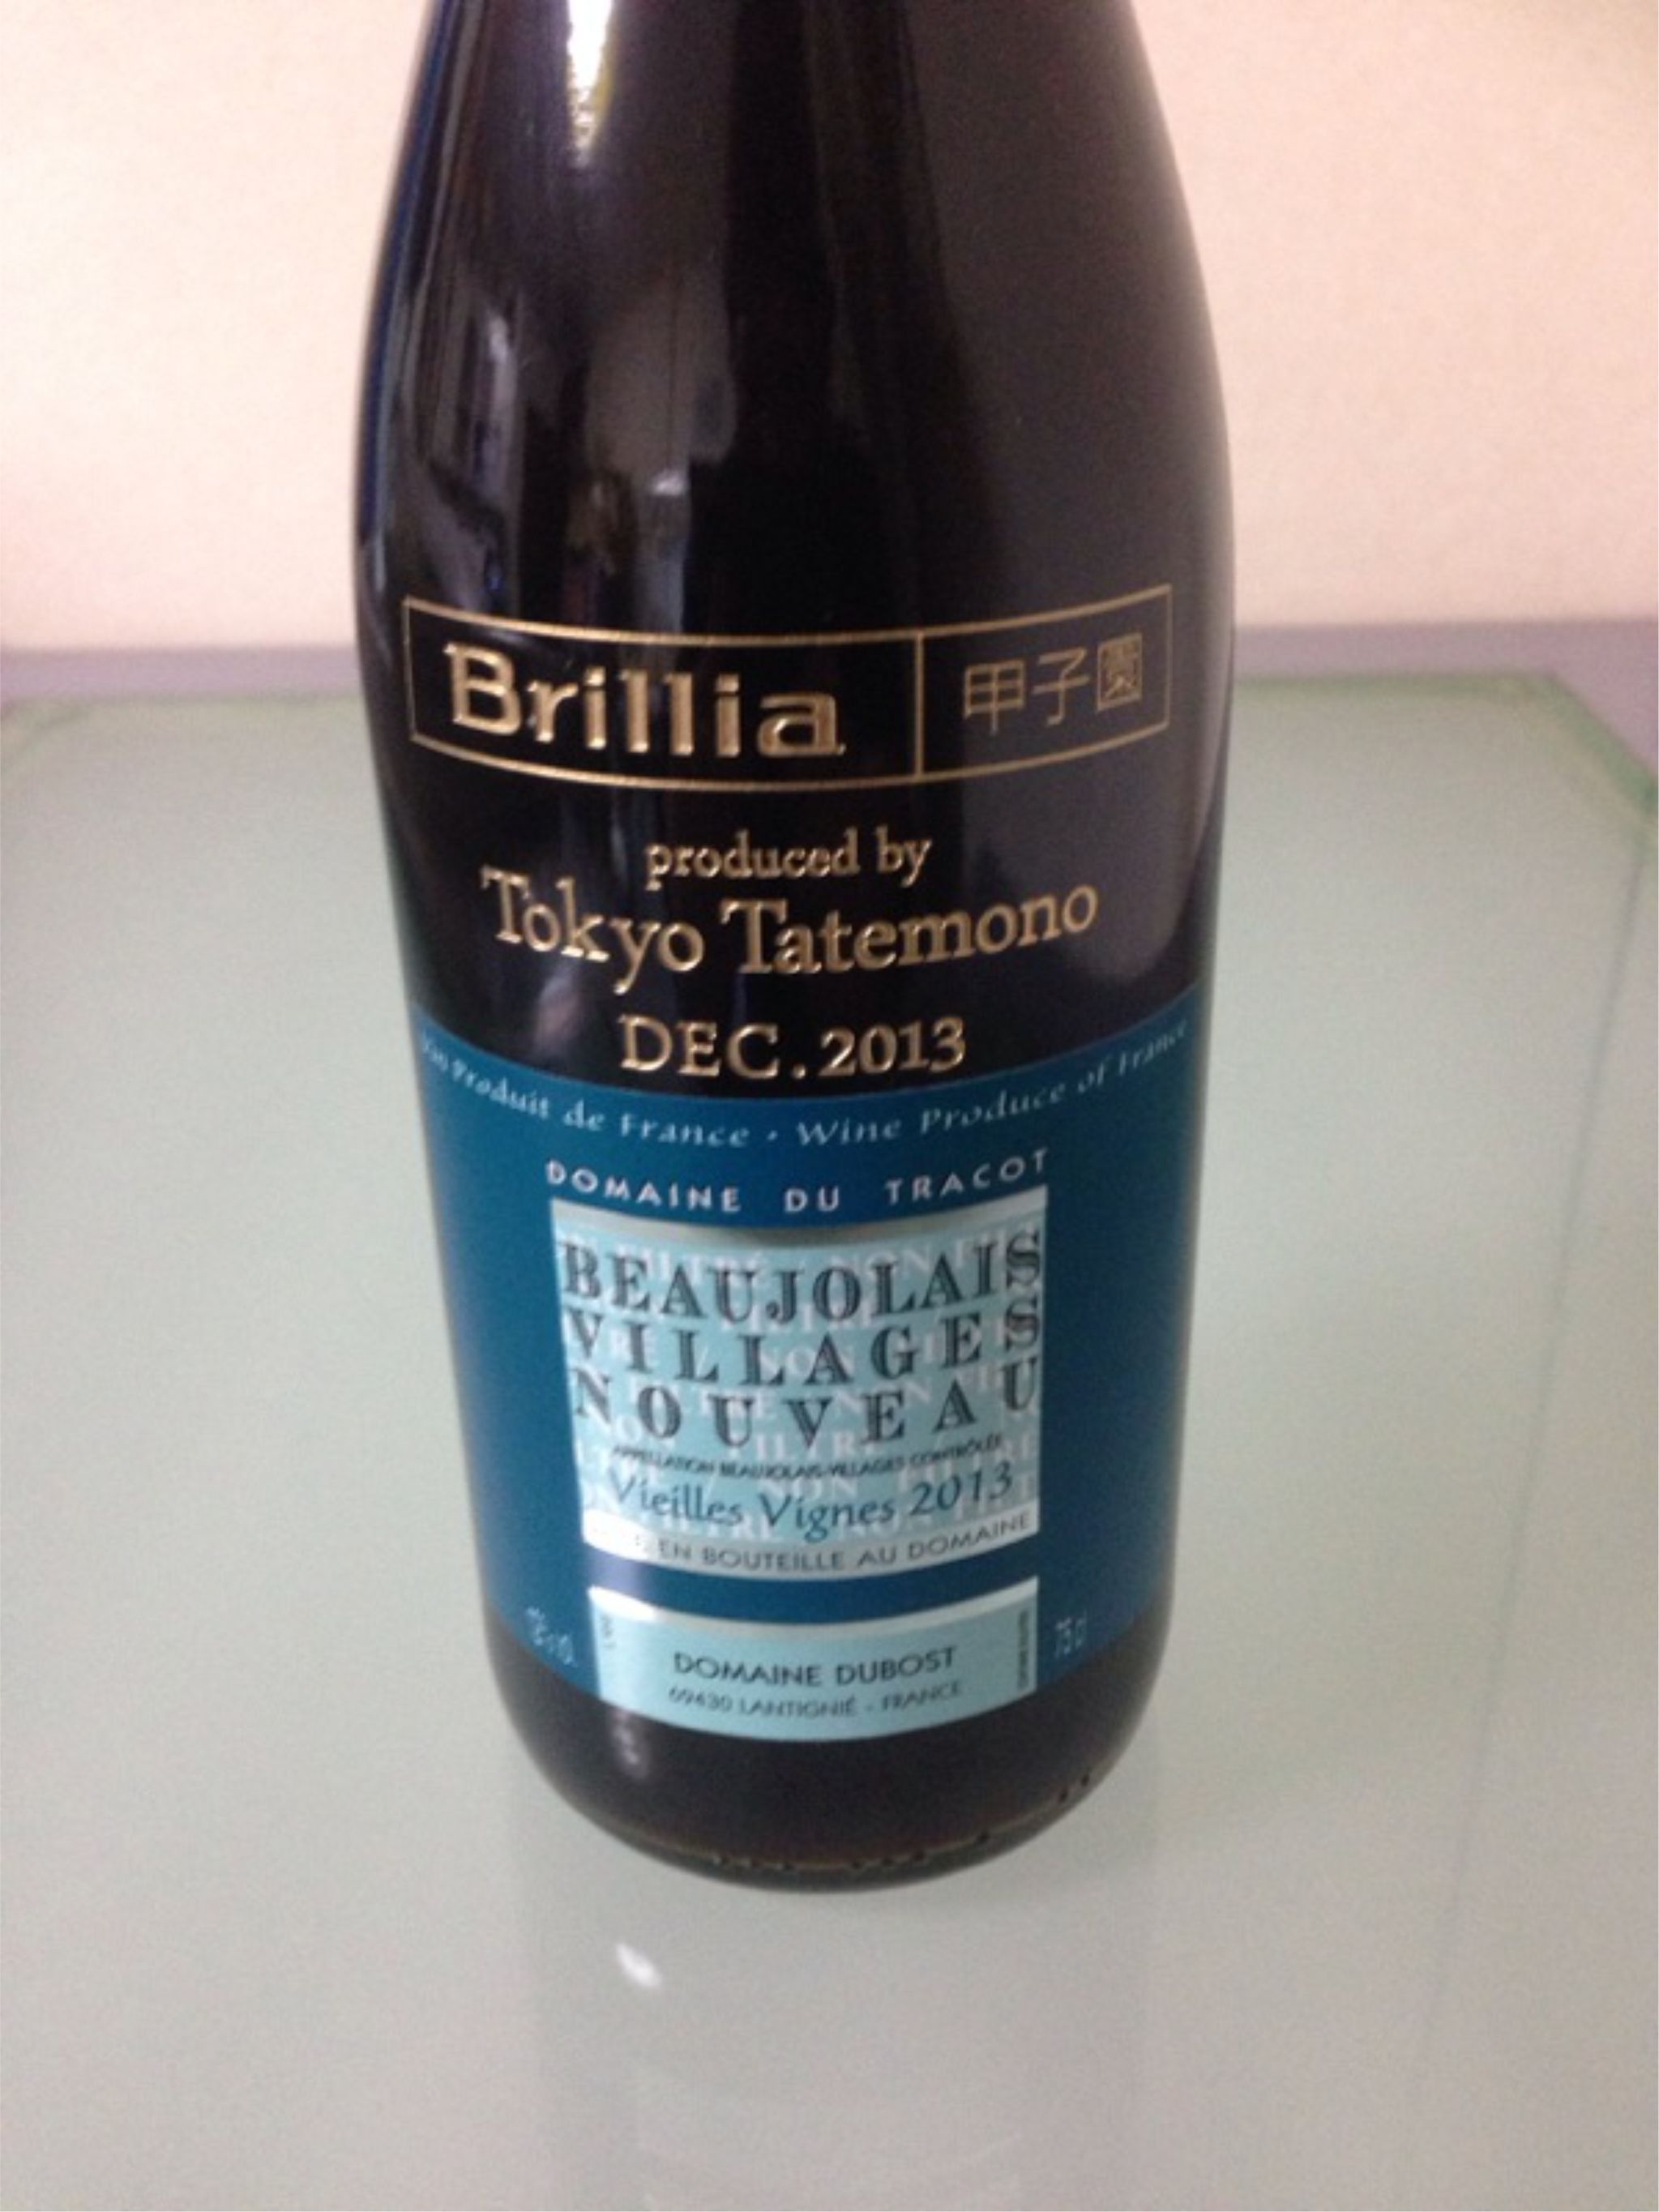 Brillia 甲子園
produced by
Tokyo Tatemono
DEC. 2013
Produit de France • Wine Produce of France
DOMAINE DU TRACOT
BEAUJOLAIS
VILLAGES
NOUVEAU
APPELLATION BEAUJOLAIS-VILLAGES CONTRÔLÉE
Vieilles Vignes 2013
EN BOUTEILLE AU DOMAINE
75 cl
DOMAINE DUBOST
69430 LANTIGNIÉ - FRANCE